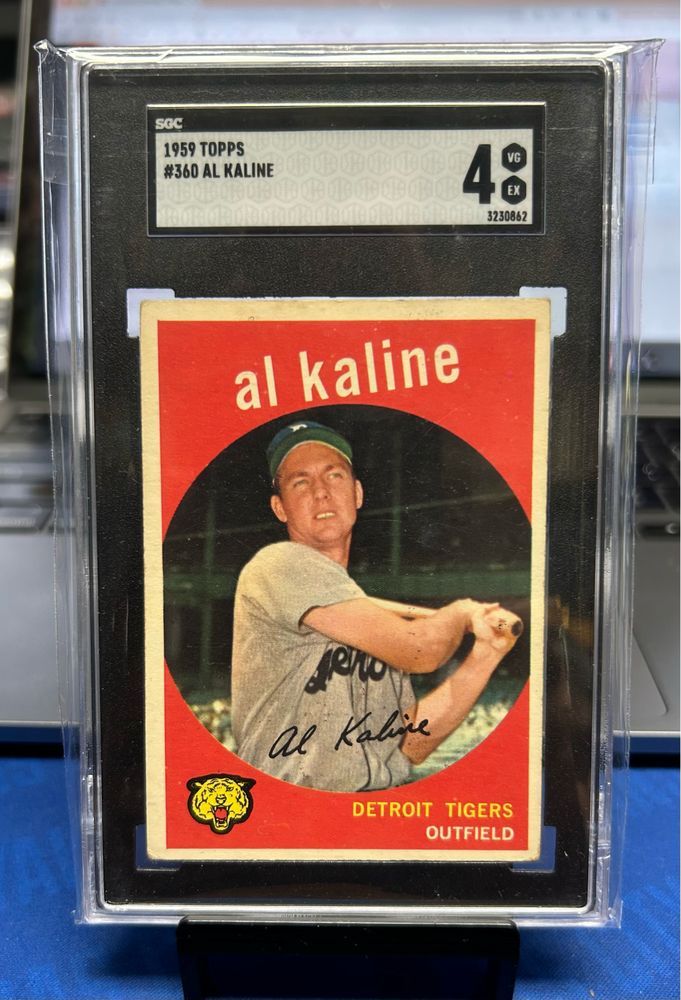 SGC
1959 TOPPS
#360 AL KALINE
4
VG
EX
3230862
al kaline
Al Kaline
DETROIT TIGERS
OUTFIELD